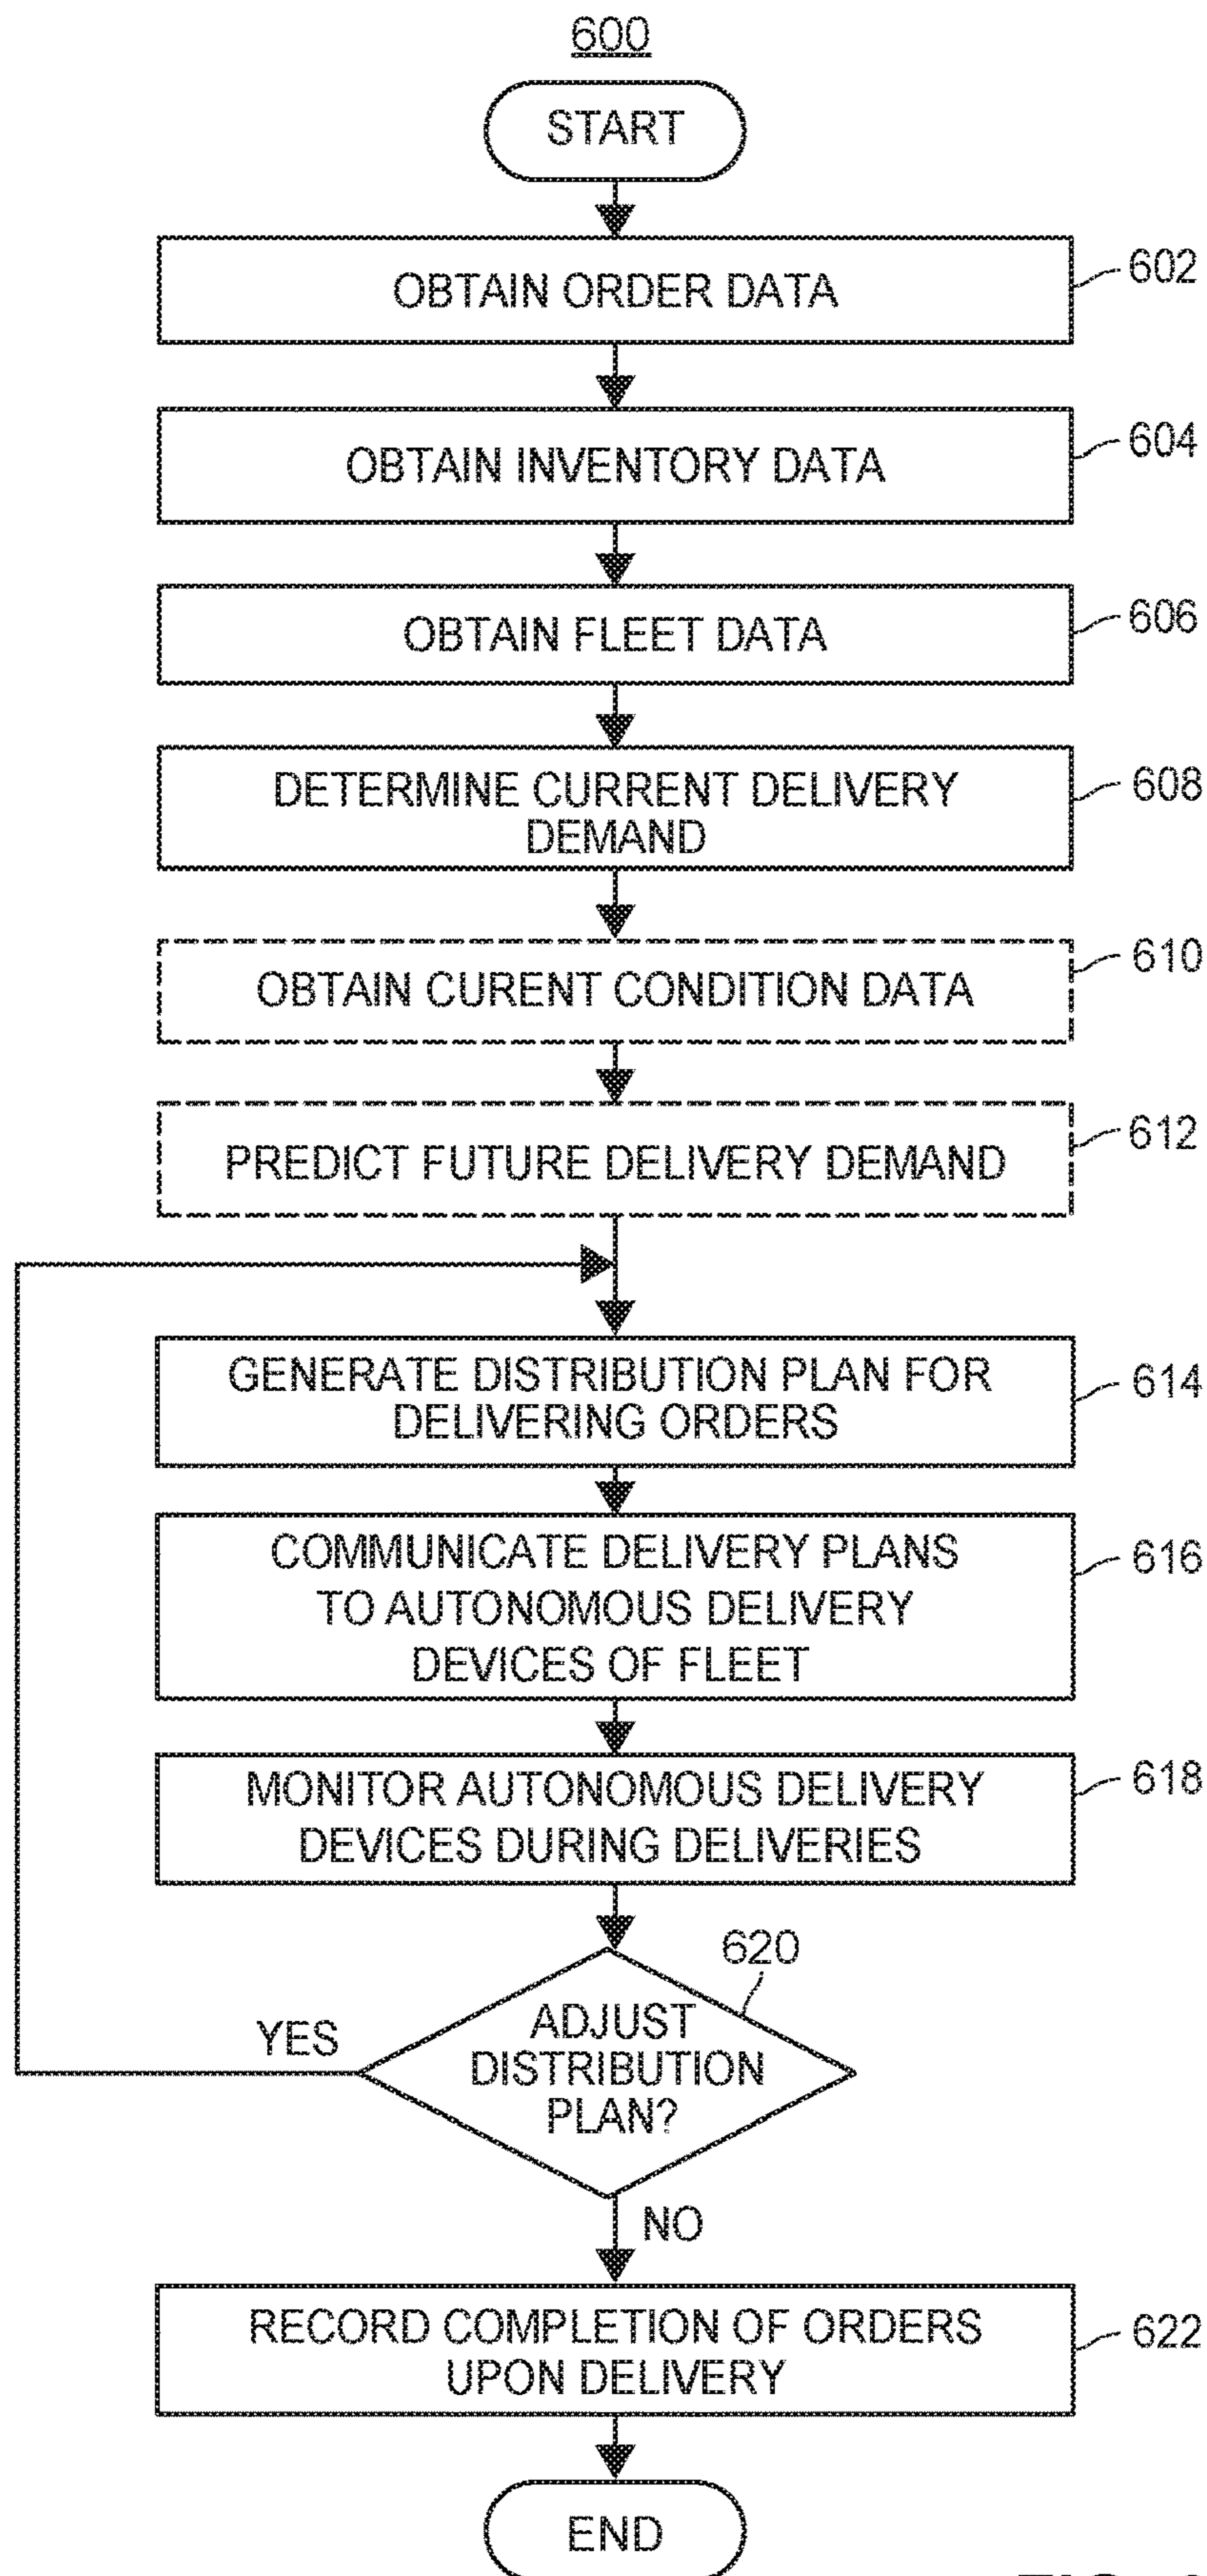 600
START
OBTAIN ORDER DATA
602
OBTAIN INVENTORY DATA
604
OBTAIN FLEET DATA
606
DETERMINE CURRENT DELIVERY
DEMAND
608
OBTAIN CURENT CONDITION DATA
610
PREDICT FUTURE DELIVERY DEMAND
612
GENERATE DISTRIBUTION PLAN FOR
DELIVERING ORDERS
614
COMMUNICATE DELIVERY PLANS
TO AUTONOMOUS DELIVERY
DEVICES OF FLEET
616
MONITOR AUTONOMOUS DELIVERY
DEVICES DURING DELIVERIES
618
620
ADJUST
DISTRIBUTION
PLAN?
YES
NO
RECORD COMPLETION OF ORDERS
UPON DELIVERY
622
END